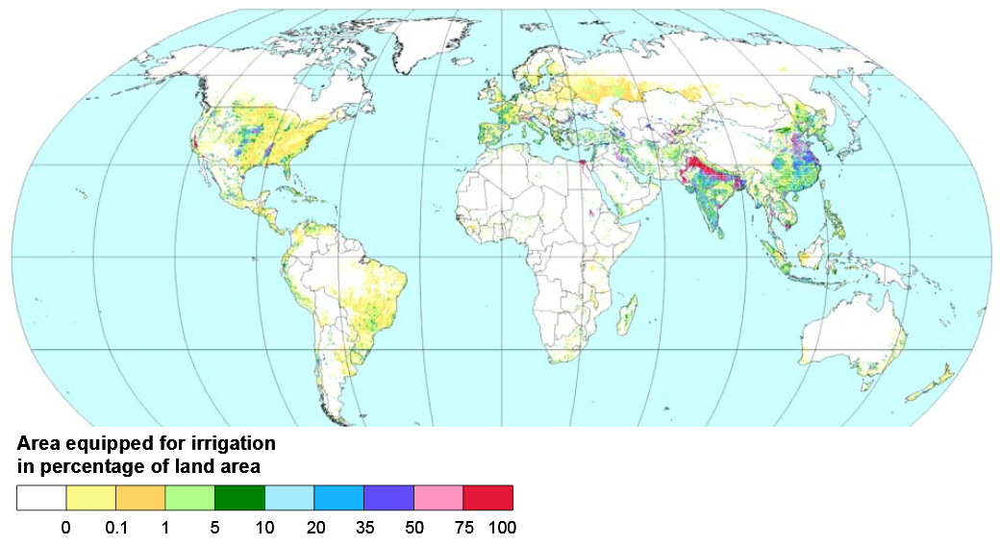 Area equipped for irrigation
in percentage of land area
0 0.1 1 5 10 20 35 50 75 100